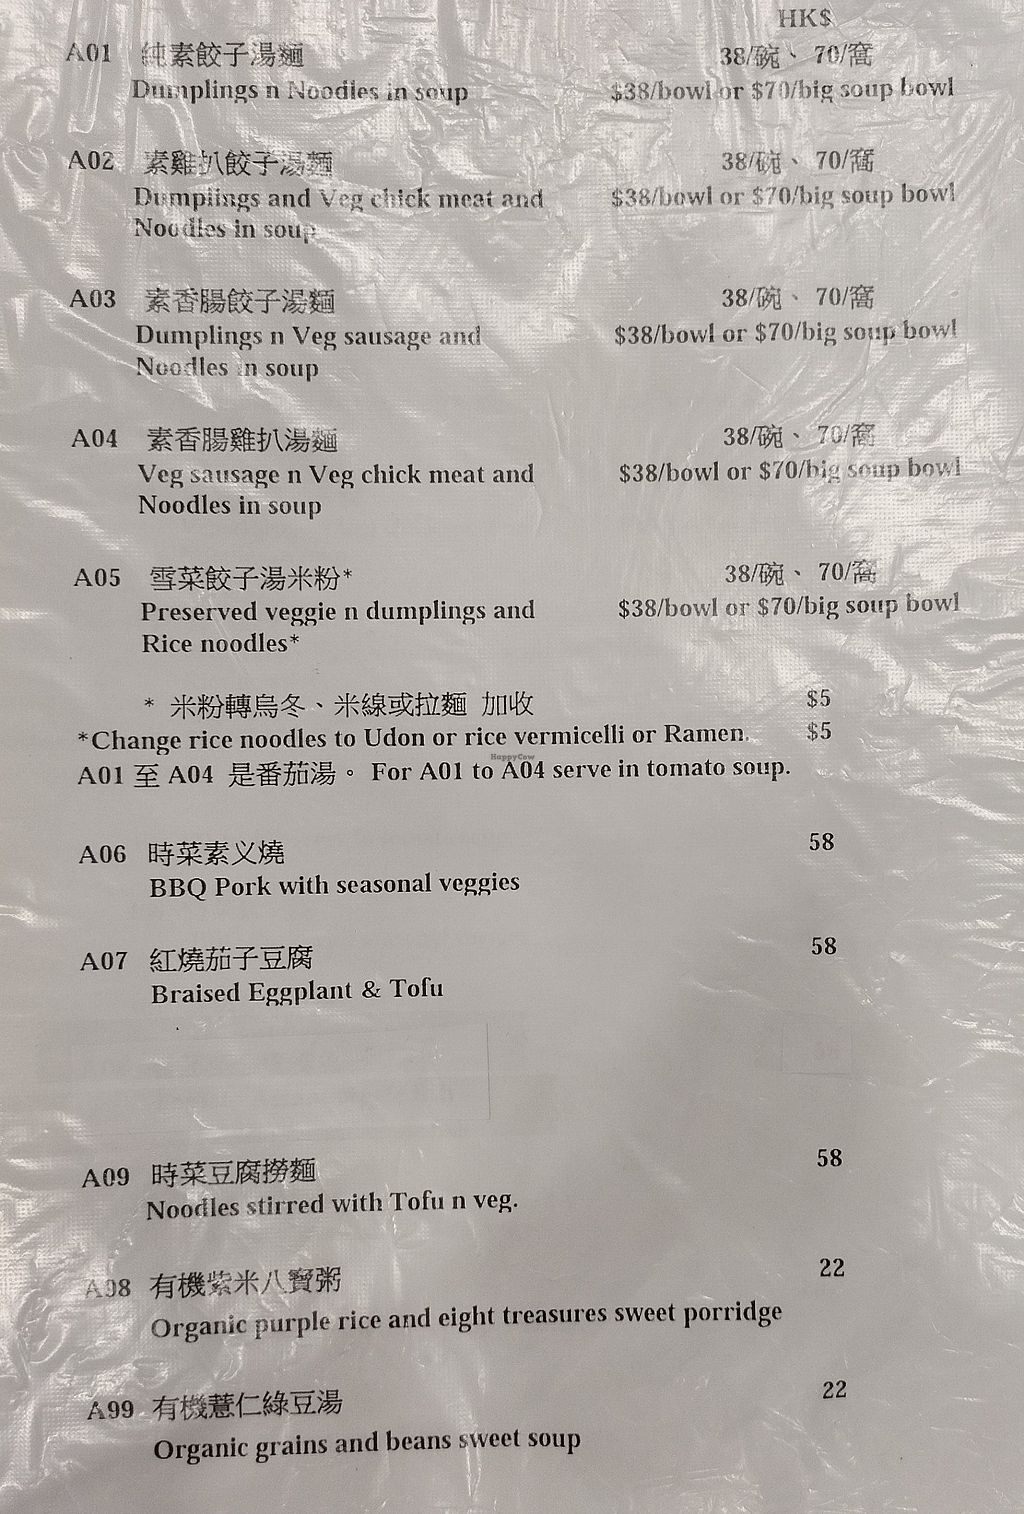 HK$
A01 純素餃子湯麵 38/碗、 70/窩
Dumplings n Noodles in soup $38/bowl or $70/big soup bowl
A02 素雞扒餃子湯麵 38/碗、 70/窩
Dumplings and Veg chick meat and $38/bowl or $70/big soup bowl
Noodles in soup
A03 素香腸餃子湯麵 38/碗、 70/窩
Dumplings n Veg sausage and $38/bowl or $70/big soup bowl
Noodles in soup
A04 素香腸雞扒湯麵 38/碗、 70/窩
Veg sausage n Veg chick meat and $38/bowl or $70/big soup bowl
Noodles in soup
A05 雪菜餃子湯米粉* 38/碗、 70/窩
Preserved veggie n dumplings and $38/bowl or $70/big soup bowl
Rice noodles*
* 米粉轉烏冬、米線或拉麵 加收 $5
*Change rice noodles to Udon or rice vermicelli or Ramen. $5
HappyCow
A01 至 A04 是番茄湯。 For A01 to A04 serve in tomato soup.
A06 時菜素义燒 58
BBQ Pork with seasonal veggies
A07 紅燒茄子豆腐 58
Braised Eggplant & Tofu
A09 時菜豆腐撈麵 58
Noodles stirred with Tofu n veg.
A98 有機紫米八寶粥 22
Organic purple rice and eight treasures sweet porridge
A99 有機薏仁綠豆湯 22
Organic grains and beans sweet soup